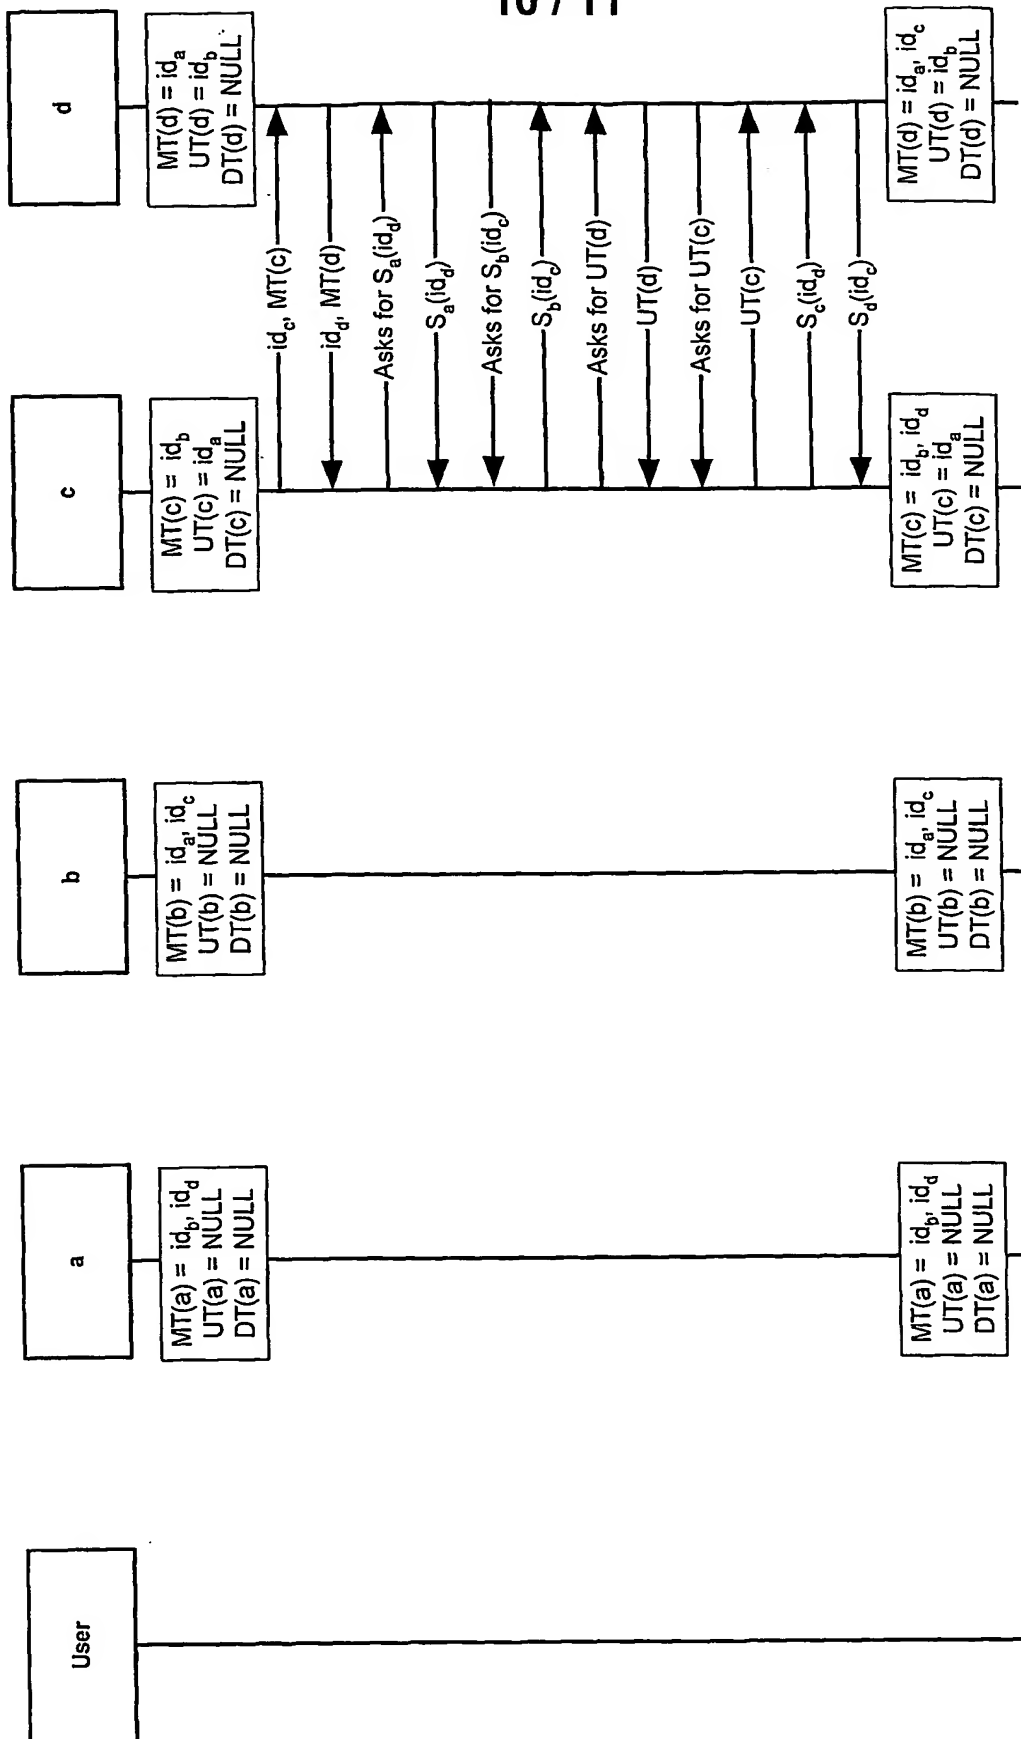 10 / 11
User
a
b
c
d
MT(a) = id_b, id_d
UT(a) = NULL
DT(a) = NULL
MT(b) = id_a, id_c
UT(b) = NULL
DT(b) = NULL
MT(c) = id_b
UT(c) = id_a
DT(c) = NULL
MT(d) = id_a
UT(d) = id_b
DT(d) = NULL
id_c, MT(c)
id_d, MT(d)
Asks for S_a(id_d)
S_a(id_d)
Asks for S_b(id_c)
S_b(id_c)
Asks for UT(d)
UT(d)
Asks for UT(c)
UT(c)
S_c(id_d)
S_d(id_c)
MT(a) = id_b, id_d
UT(a) = NULL
DT(a) = NULL
MT(b) = id_a, id_c
UT(b) = NULL
DT(b) = NULL
MT(c) = id_b, id_d
UT(c) = id_a
DT(c) = NULL
MT(d) = id_a, id_c
UT(d) = id_b
DT(d) = NULL